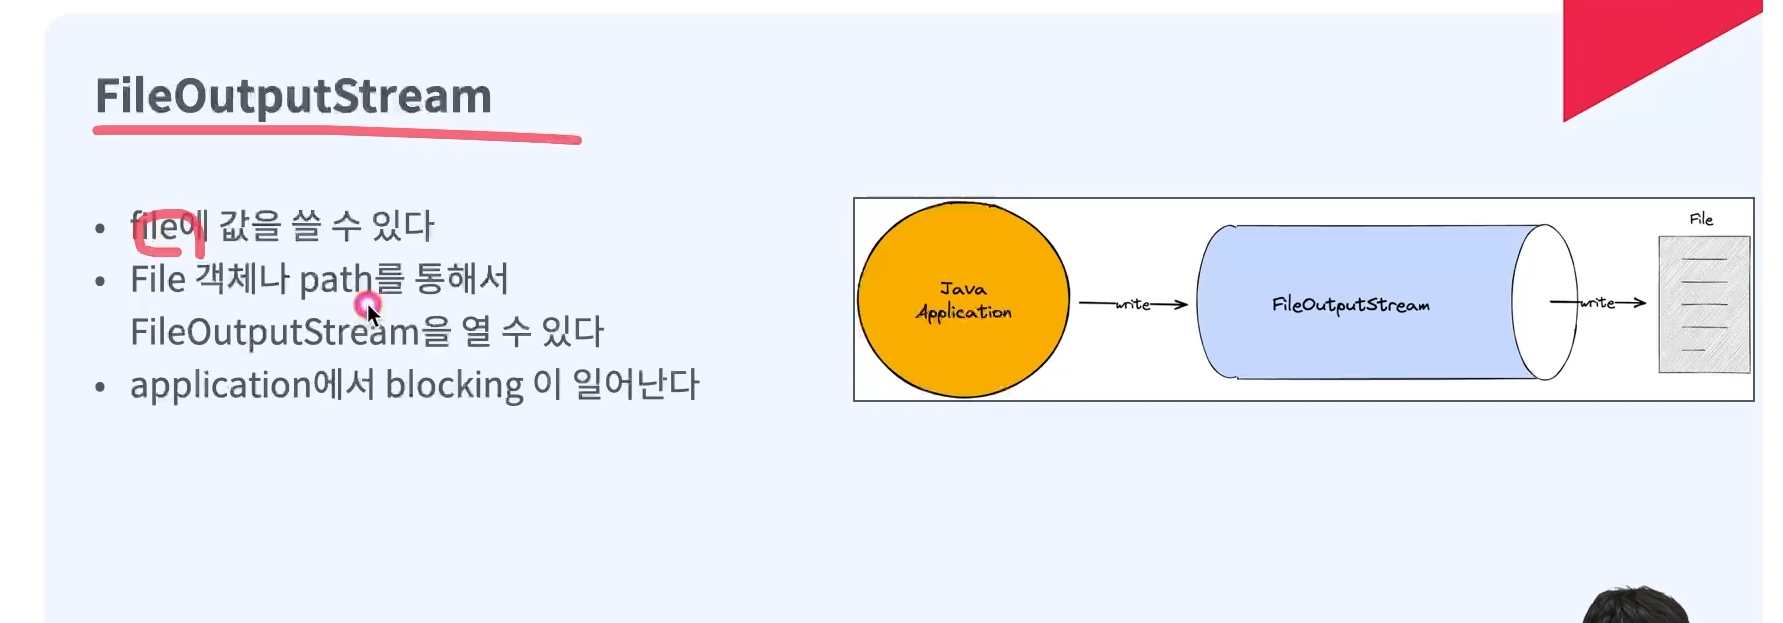 FileOutputStream
• file에 값을 쓸 수 있다
• File 객체나 path를 통해서
FileOutputStream을 열 수 있다
• application에서 blocking 이 일어난다
Java
Application
write
FileOutputStream
write
File